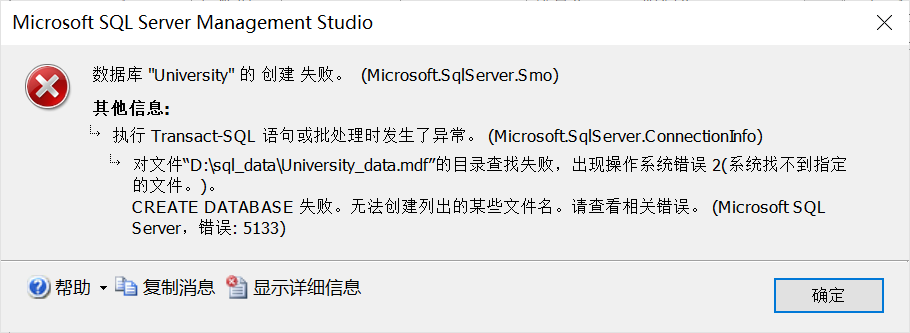 Microsoft SQL Server Management Studio
数据库 "University" 的 创建 失败。 (Microsoft.SqlServer.Smo)
其他信息:
执行 Transact-SQL 语句或批处理时发生了异常。 (Microsoft.SqlServer.ConnectionInfo)
对文件“D:\sql_data\University_data.mdf”的目录查找失败，出现操作系统错误 2(系统找不到指定
的文件。)。
CREATE DATABASE 失败。无法创建列出的某些文件名。请查看相关错误。 (Microsoft SQL
Server，错误: 5133)
帮助 复制消息 显示详细信息
确定